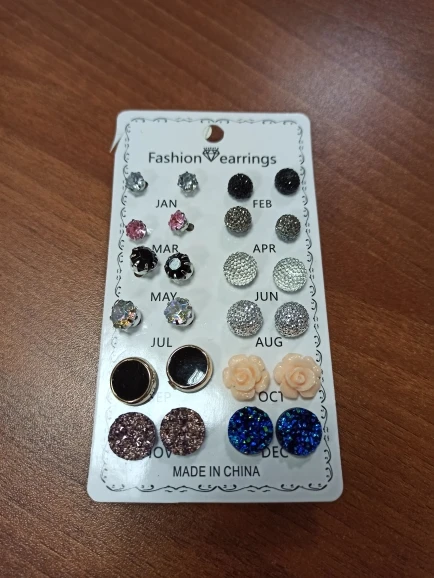 Fashion earrings
JAN FEB
MAR APR
MAY JUN
JUL AUG
OCT
DEC
MADE IN CHINA